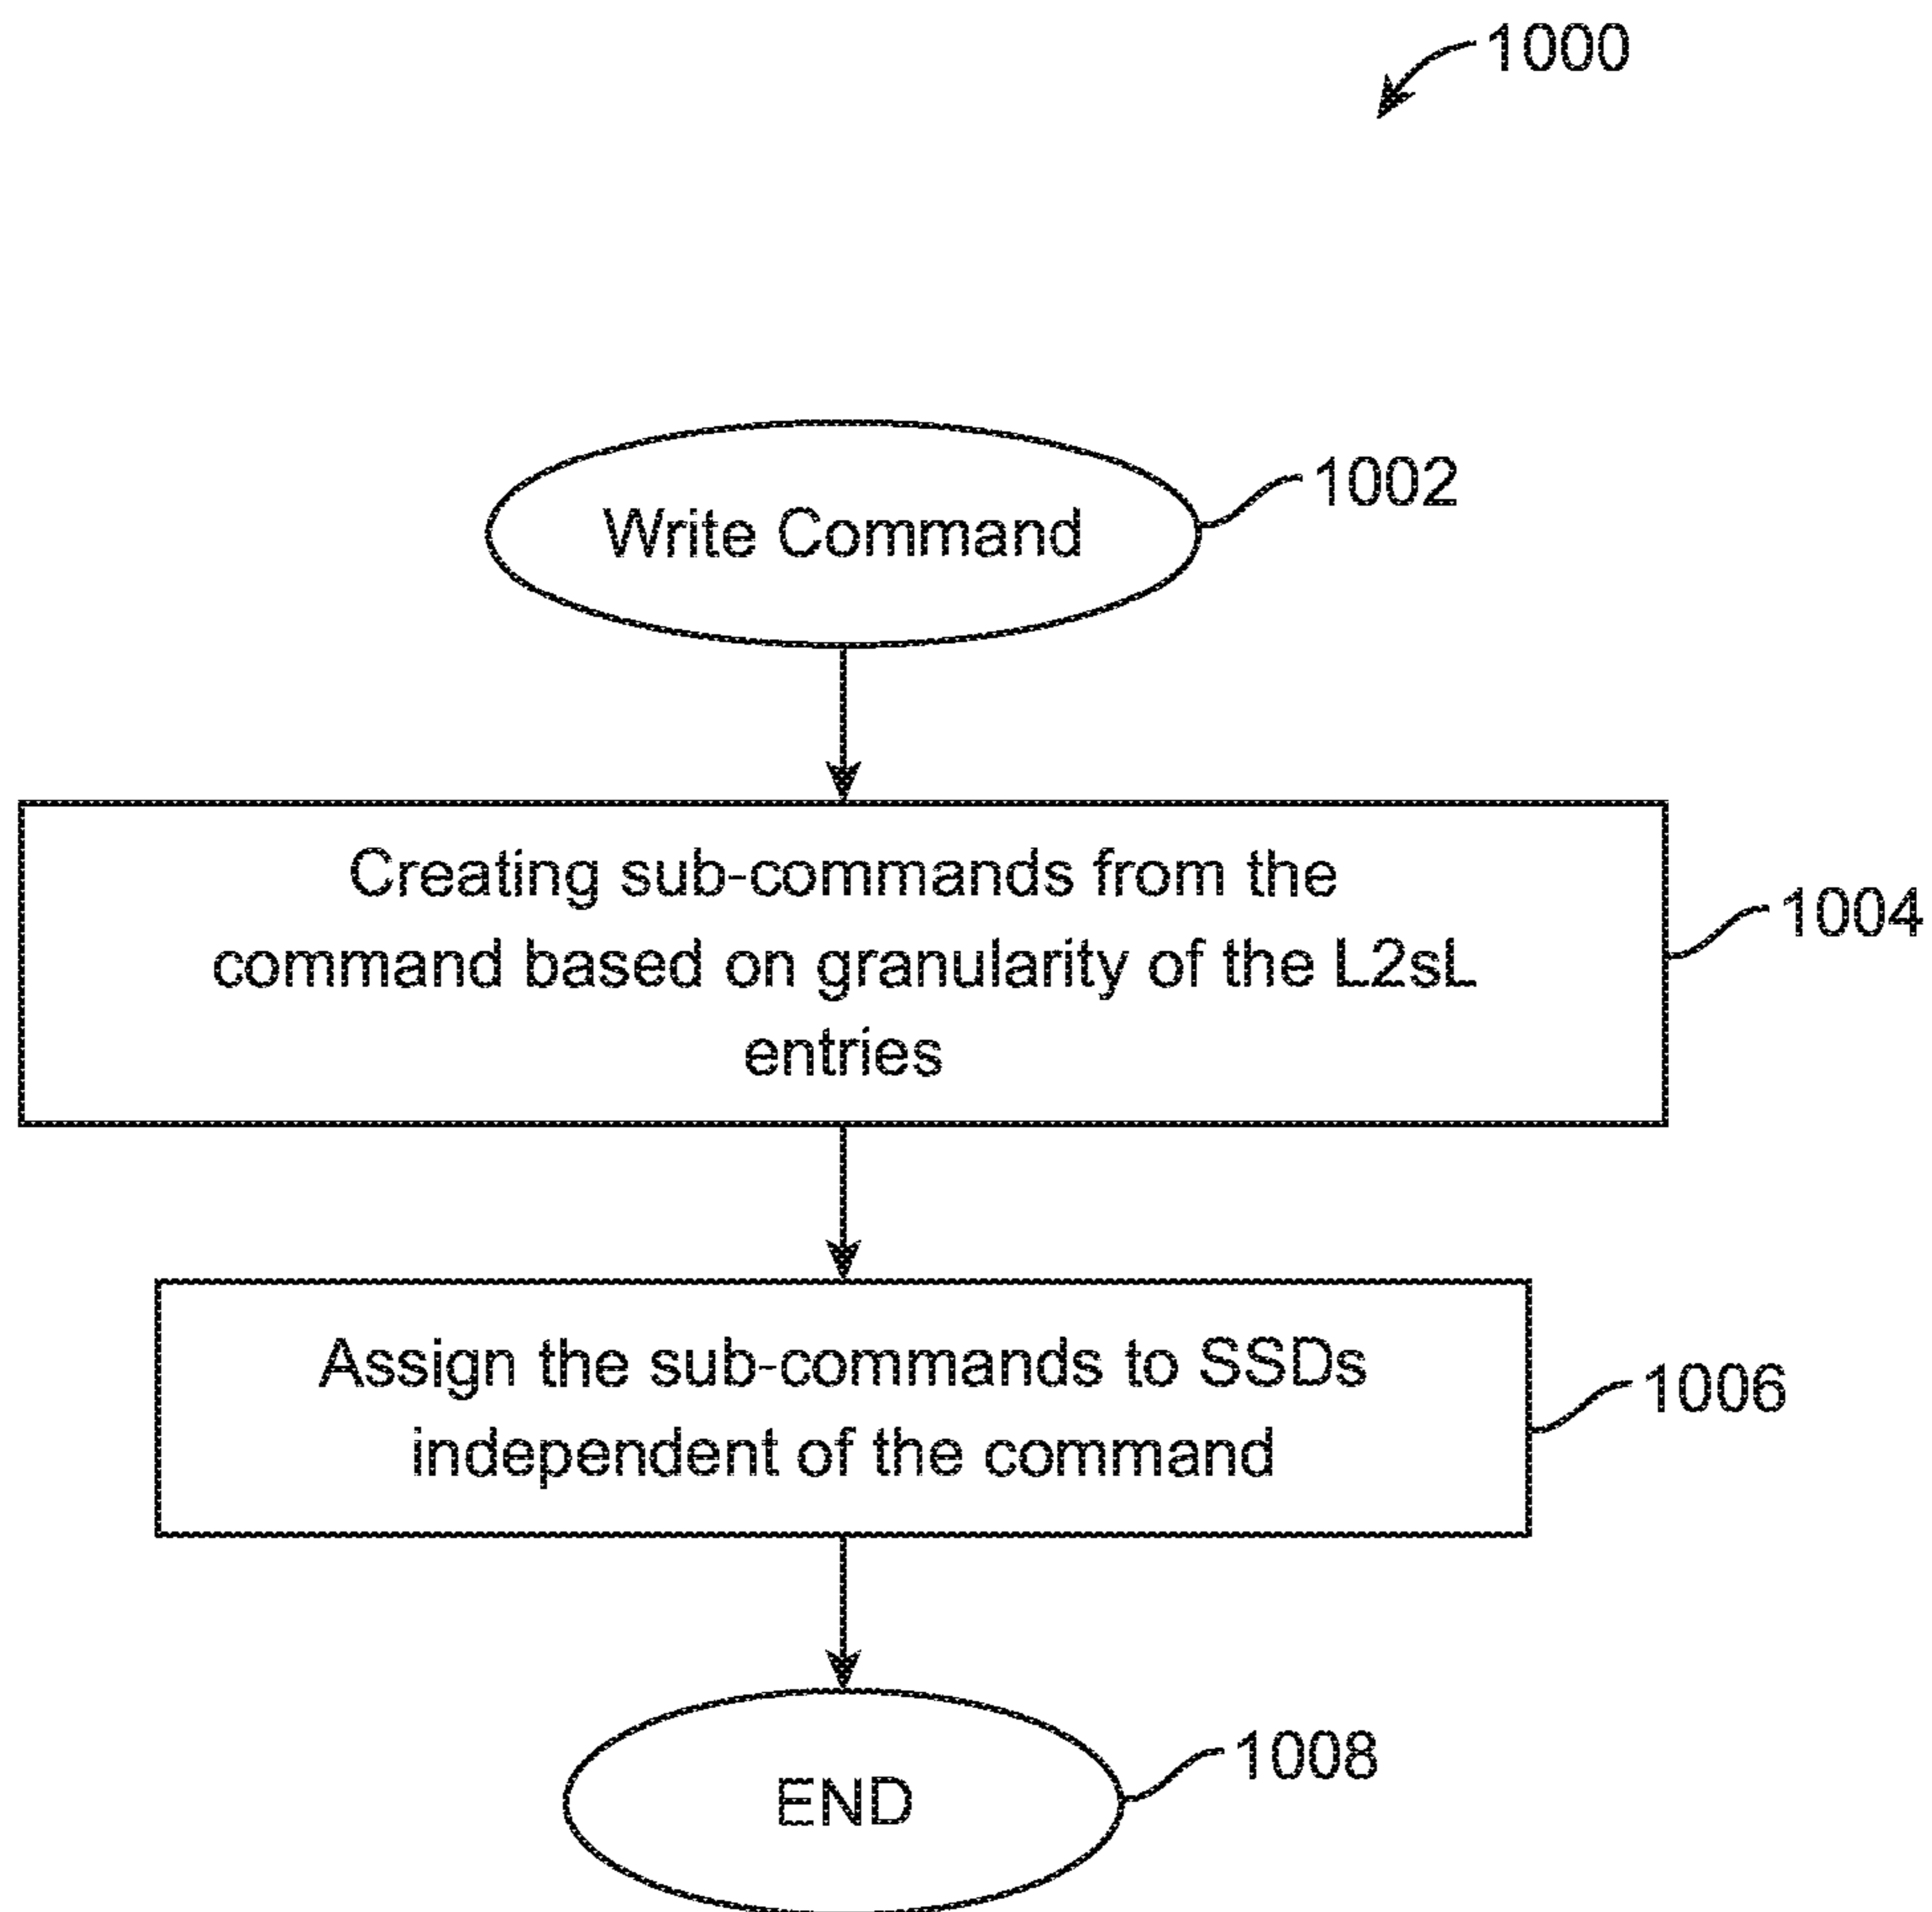 1000
Write Command
1002
Creating sub-commands from the
command based on granularity of the L2sL
entries
1004
Assign the sub-commands to SSDs
independent of the command
1006
END
1008